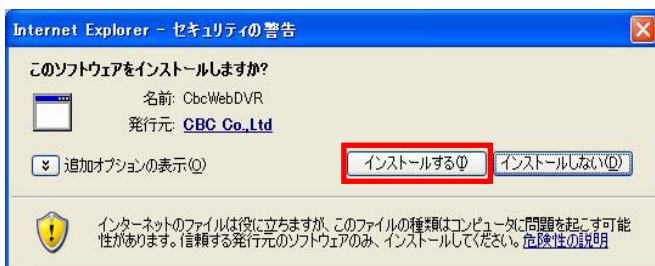 Internet Explorer - セキュリティの警告
このソフトウェアをインストールしますか?
名前: CbcWebDVR
発行元: CBC Co.,Ltd
追加オプションの表示(O)
インストールする(I)
インストールしない(D)
インターネットのファイルは役に立ちますが、このファイルの種類はコンピュータに問題を起こす可能
性があります。信頼する発行元のソフトウェアのみ、インストールしてください。危険性の説明